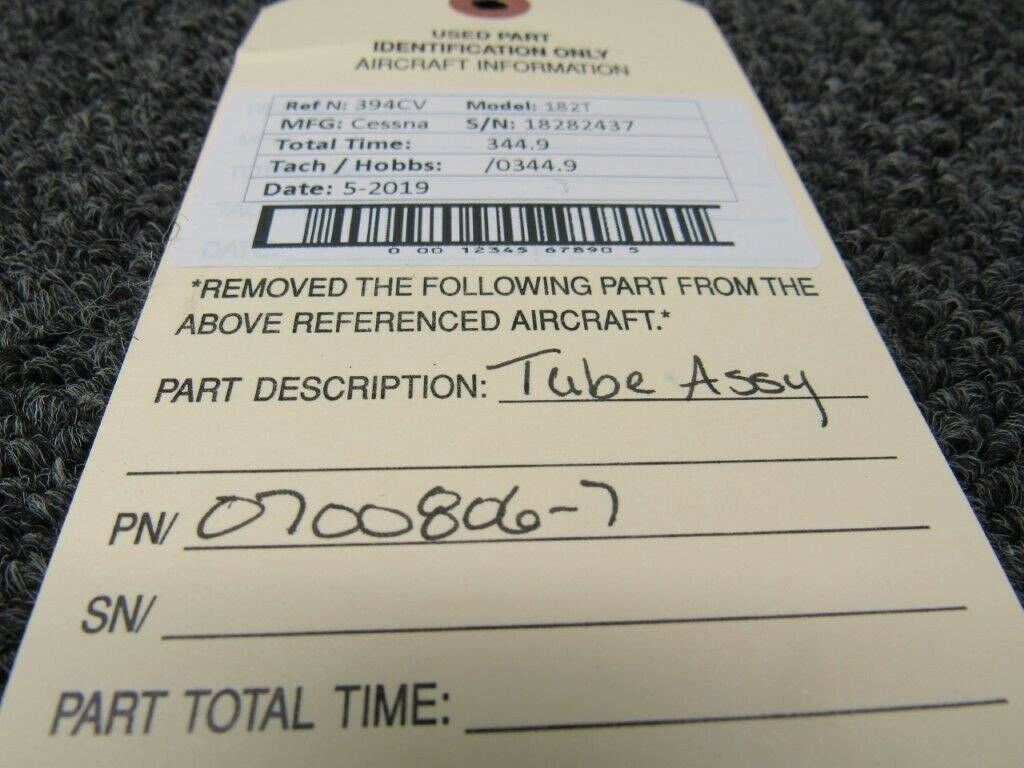 USED PART
IDENTIFICATION ONLY
AIRCRAFT INFORMATION
Ref N: 394CV Model: 182T
MFG: Cessna S/N: 18282437
Total Time: 344.9
Tach / Hobbs: /0344.9
Date: 5-2019
0 00 12345 67890 5
*REMOVED THE FOLLOWING PART FROM THE
ABOVE REFERENCED AIRCRAFT.*
PART DESCRIPTION: Tube Assy
PN/ 0700806-7
SN/
PART TOTAL TIME: